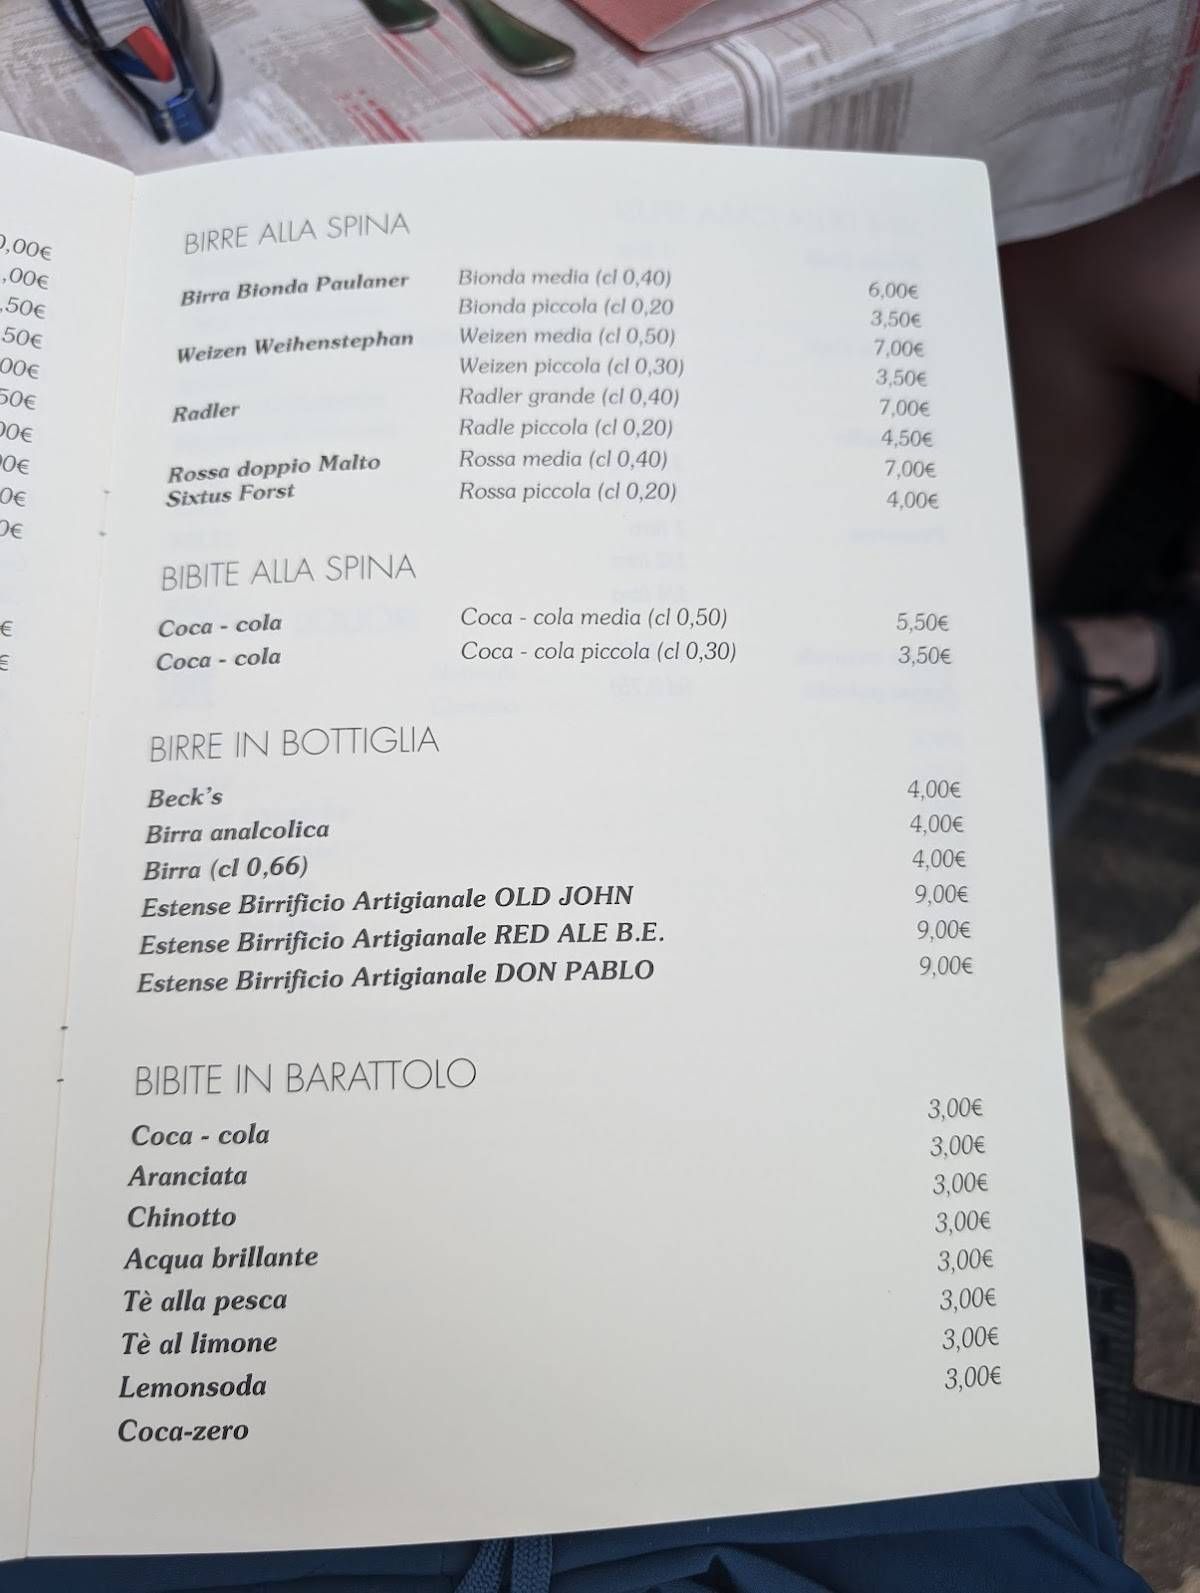 BIRRE ALLA SPINA
Birra Bionda Paulaner Bionda media (cl 0,40) 6,00€
Bionda piccola (cl 0,20 3,50€
Weizen Weihenstephan Weizen media (cl 0,50) 7,00€
Weizen piccola (cl 0,30) 3,50€
Radler Radler grande (cl 0,40) 7,00€
Radle piccola (cl 0,20) 4,50€
Rossa doppio Malto Rossa media (cl 0,40) 7,00€
Sixtus Forst Rossa piccola (cl 0,20) 4,00€
BIBITE ALLA SPINA
Coca - cola Coca - cola media (cl 0,50) 5,50€
Coca - cola Coca - cola piccola (cl 0,30) 3,50€
BIRRE IN BOTTIGLIA
Beck's 4,00€
Birra analcolica 4,00€
Birra (cl 0,66) 4,00€
Estense Birrificio Artigianale OLD JOHN 9,00€
Estense Birrificio Artigianale RED ALE B.E. 9,00€
Estense Birrificio Artigianale DON PABLO 9,00€
BIBITE IN BARATTOLO
Coca - cola 3,00€
Aranciata 3,00€
Chinotto 3,00€
Acqua brillante 3,00€
Tè alla pesca 3,00€
Tè al limone 3,00€
Lemonsoda 3,00€
Coca-zero 3,00€